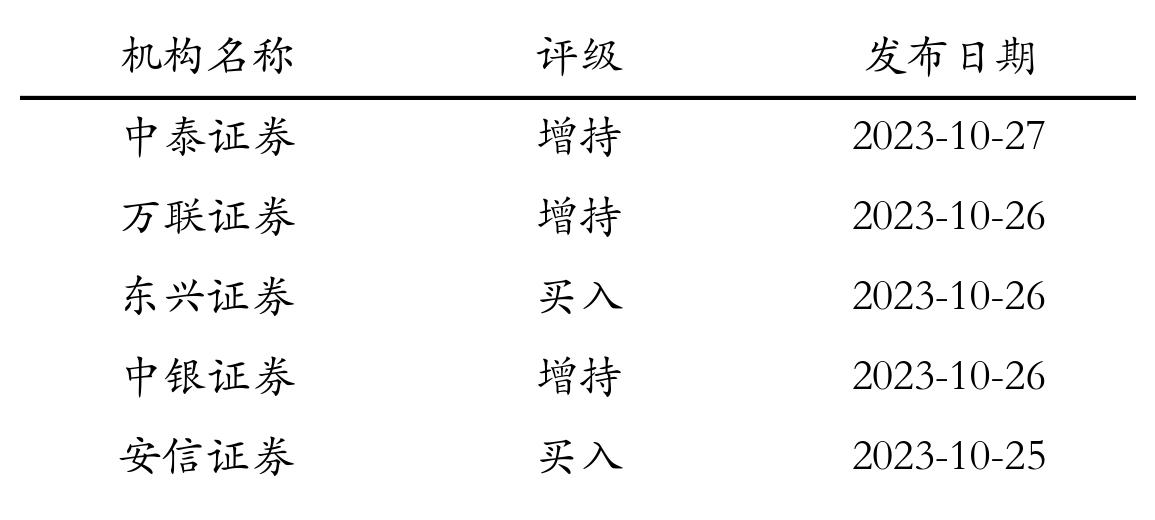 机构名称 评级 发布日期
中泰证券 增持 2023-10-27
万联证券 增持 2023-10-26
东兴证券 买入 2023-10-26
中银证券 增持 2023-10-26
安信证券 买入 2023-10-25